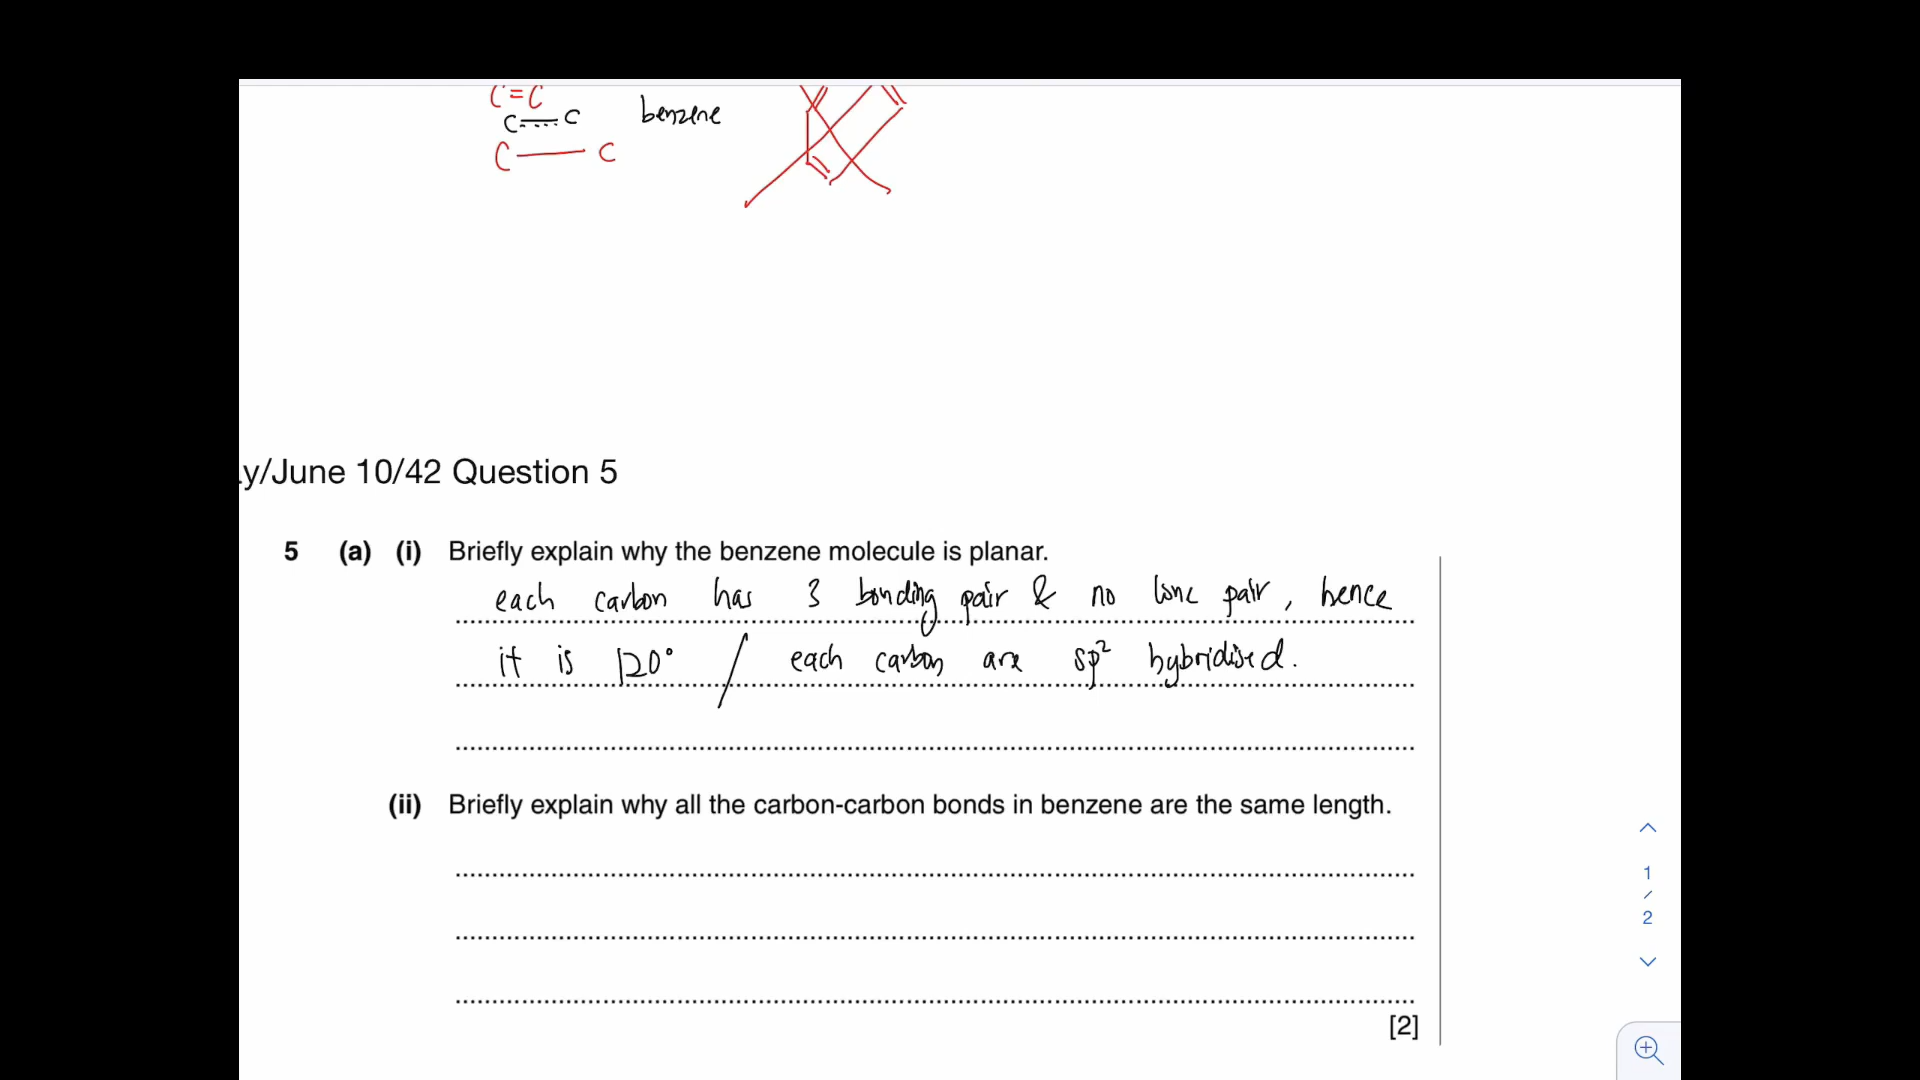 C=C
C C benzene
C C
y/June 10/42 Question 5
5 (a) (i) Briefly explain why the benzene molecule is planar.
each carbon has 3 bonding pair & no lone pair, hence
it is 120° / each carbon are sp² hybridised.
(ii) Briefly explain why all the carbon-carbon bonds in benzene are the same length.
[2]
1
/
2